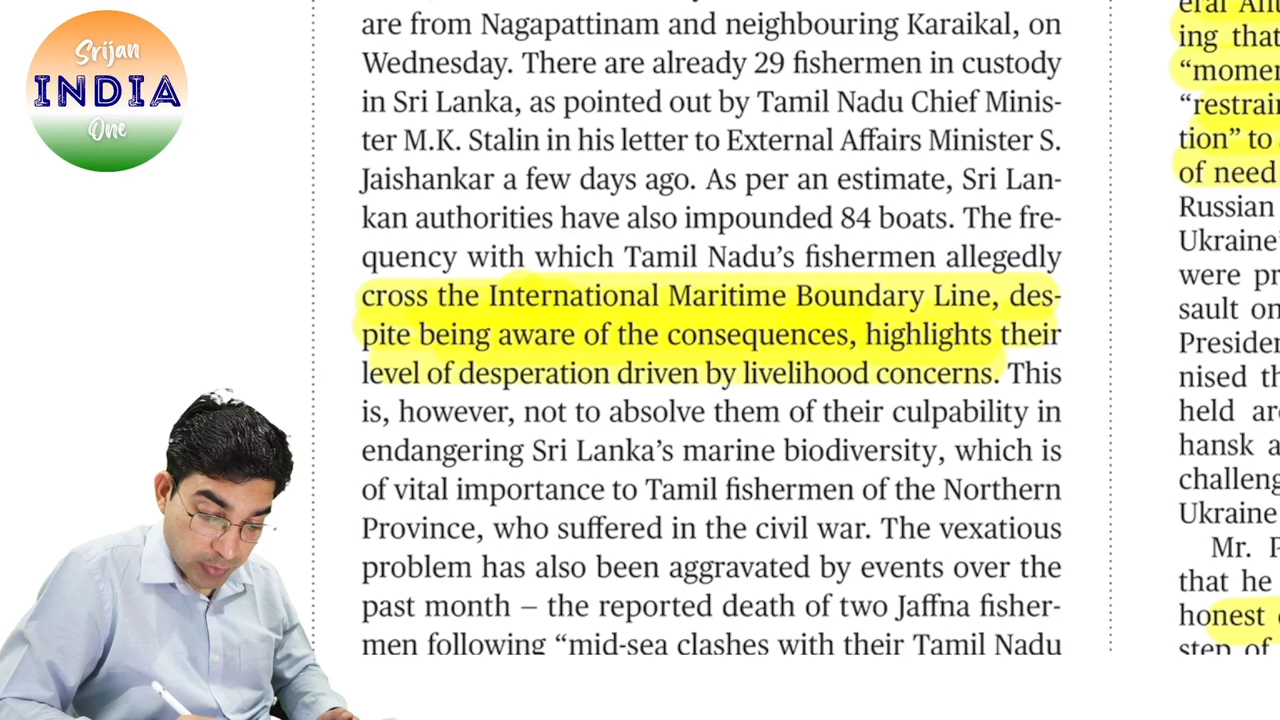 Srijan
INDIA
One
are from Nagapattinam and neighbouring Karaikal, on
Wednesday. There are already 29 fishermen in custody
in Sri Lanka, as pointed out by Tamil Nadu Chief Minis-
ter M.K. Stalin in his letter to External Affairs Minister S.
Jaishankar a few days ago. As per an estimate, Sri Lan-
kan authorities have also impounded 84 boats. The fre-
quency with which Tamil Nadu’s fishermen allegedly
cross the International Maritime Boundary Line, des-
pite being aware of the consequences, highlights their
level of desperation driven by livelihood concerns. This
is, however, not to absolve them of their culpability in
endangering Sri Lanka’s marine biodiversity, which is
of vital importance to Tamil fishermen of the Northern
Province, who suffered in the civil war. The vexatious
problem has also been aggravated by events over the
past month – the reported death of two Jaffna fisher-
men following “mid-sea clashes with their Tamil Nadu
ing that
“momen
“restrain
tion” to
of need
Russian
Ukraine’
were pr
sault on
Presiden
nised th
held are
hansk a
challeng
Ukraine
Mr. P
that he
honest
step of